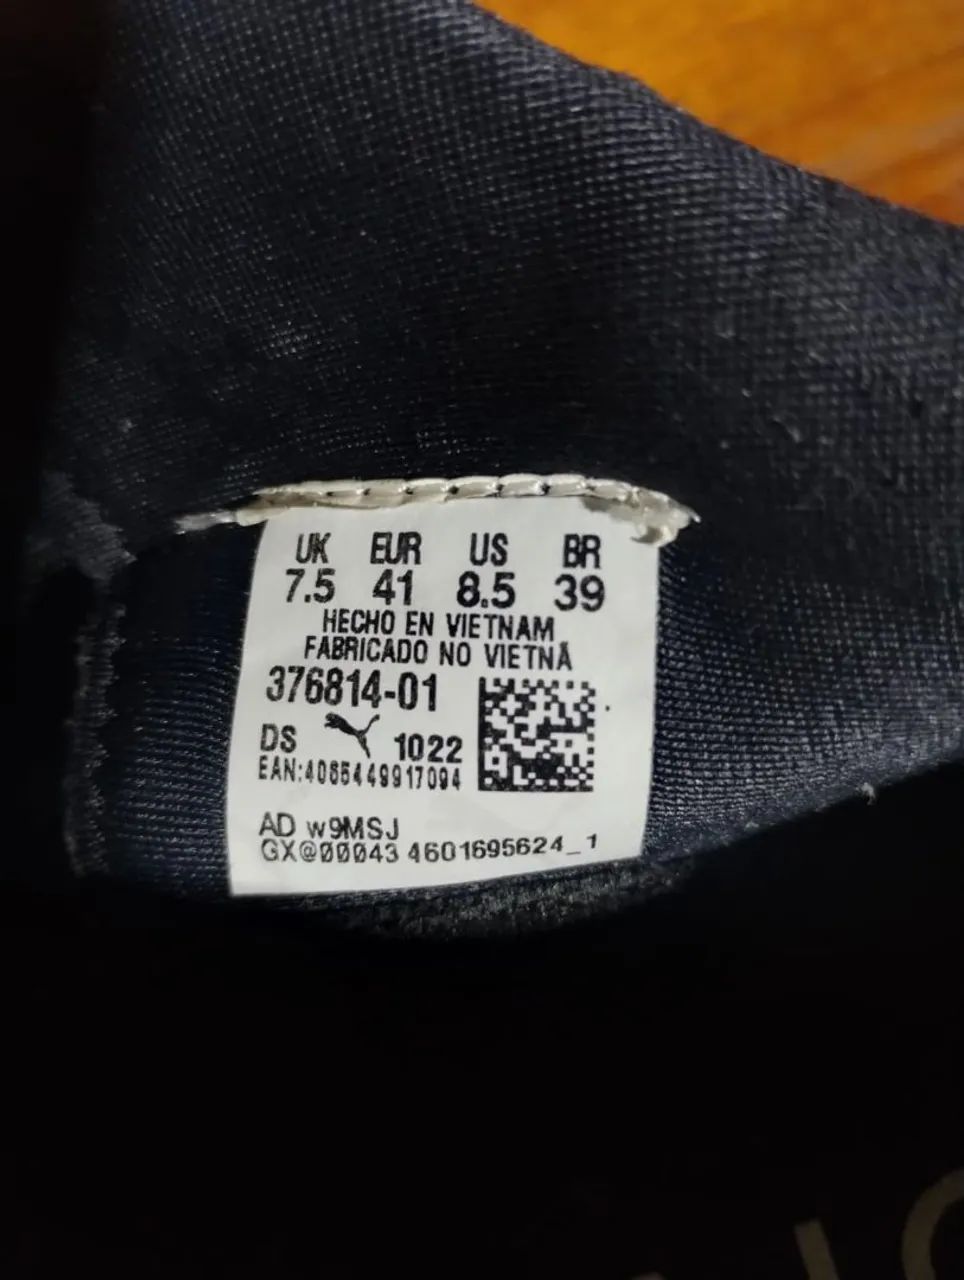 UK EUR US BR
7.5 41 8.5 39
HECHO EN VIETNAM
FABRICADO NO VIETNÃ
376814-01
DS 1022
EAN:4065449917094
AD w9MSJ
GX@00043 4601695624_1